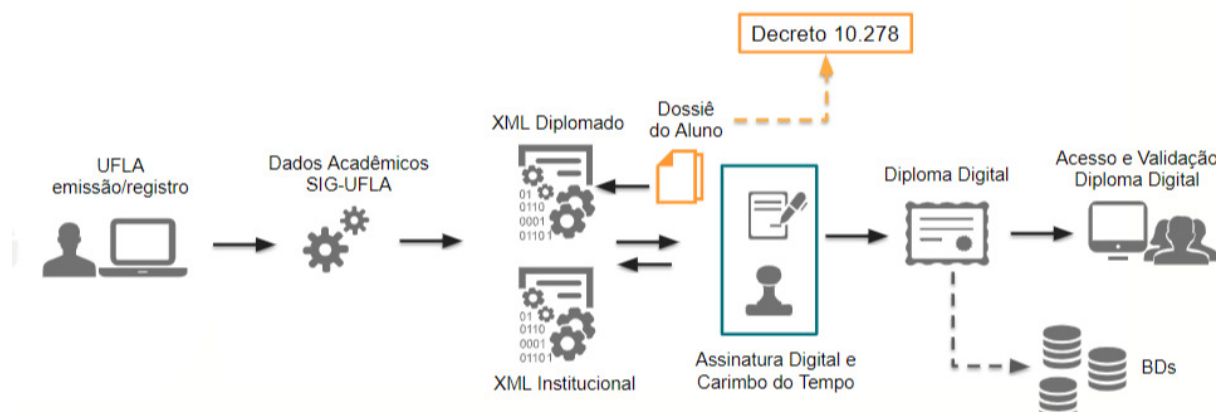 Decreto 10.278
Dossiê
do Aluno
XML Diplomado
UFLA
emissão/registro
Dados Acadêmicos
SIG-UFLA
Diploma Digital
Acesso e Validação
Diploma Digital
01
0110
0001
01101
01
0110
0001
01101
XML Institucional
Assinatura Digital e
Carimbo do Tempo
BDs